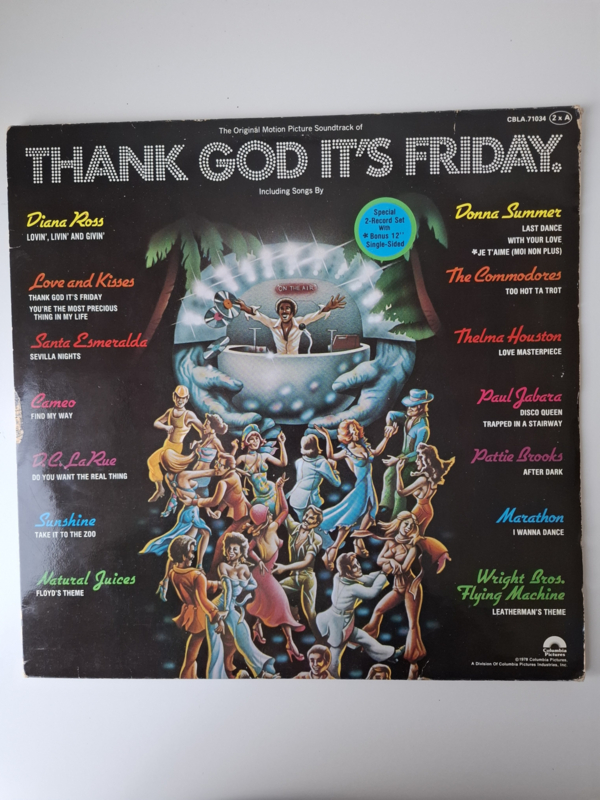 CBLA.71034 2 x A
The Original Motion Picture Soundtrack of
THANK GOD IT'S FRIDAY.
Including Songs By
Diana Ross
LOVIN', LIVIN' AND GIVIN'
Love and Kisses
THANK GOD IT'S FRIDAY
YOU'RE THE MOST PRECIOUS
THING IN MY LIFE
Santa Esmeralda
SEVILLA NIGHTS
Cameo
FIND MY WAY
D.C. LaRue
DO YOU WANT THE REAL THING
Sunshine
TAKE IT TO THE ZOO
Natural Juices
FLOYD'S THEME
Special
2-Record Set
with
*Bonus 12"
Single-Sided
ON THE AIR
Donna Summer
LAST DANCE
WITH YOUR LOVE
*JE T'AIME (MOI NON PLUS)
The Commodores
TOO HOT TA TROT
Thelma Houston
LOVE MASTERPIECE
Paul Jabara
DISCO QUEEN
TRAPPED IN A STAIRWAY
Pattie Brooks
AFTER DARK
Marathon
I WANNA DANCE
Wright Bros.
Flying Machine
LEATHERMAN'S THEME
Columbia
Pictures
©1978 Columbia Pictures,
A Division Of Columbia Pictures Industries, Inc.